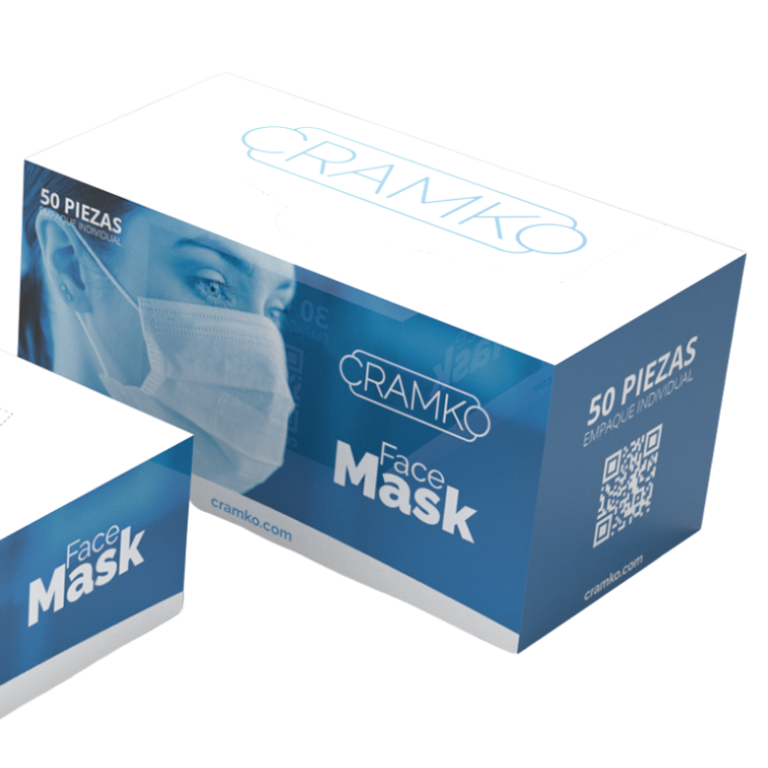 CRAMKO
50 PIEZAS
EMPAQUE INDIVIDUAL
CRAMKO
Face
Mask
cramko.com
50 PIEZAS
EMPAQUE INDIVIDUAL
cramko.com
Face
Mask